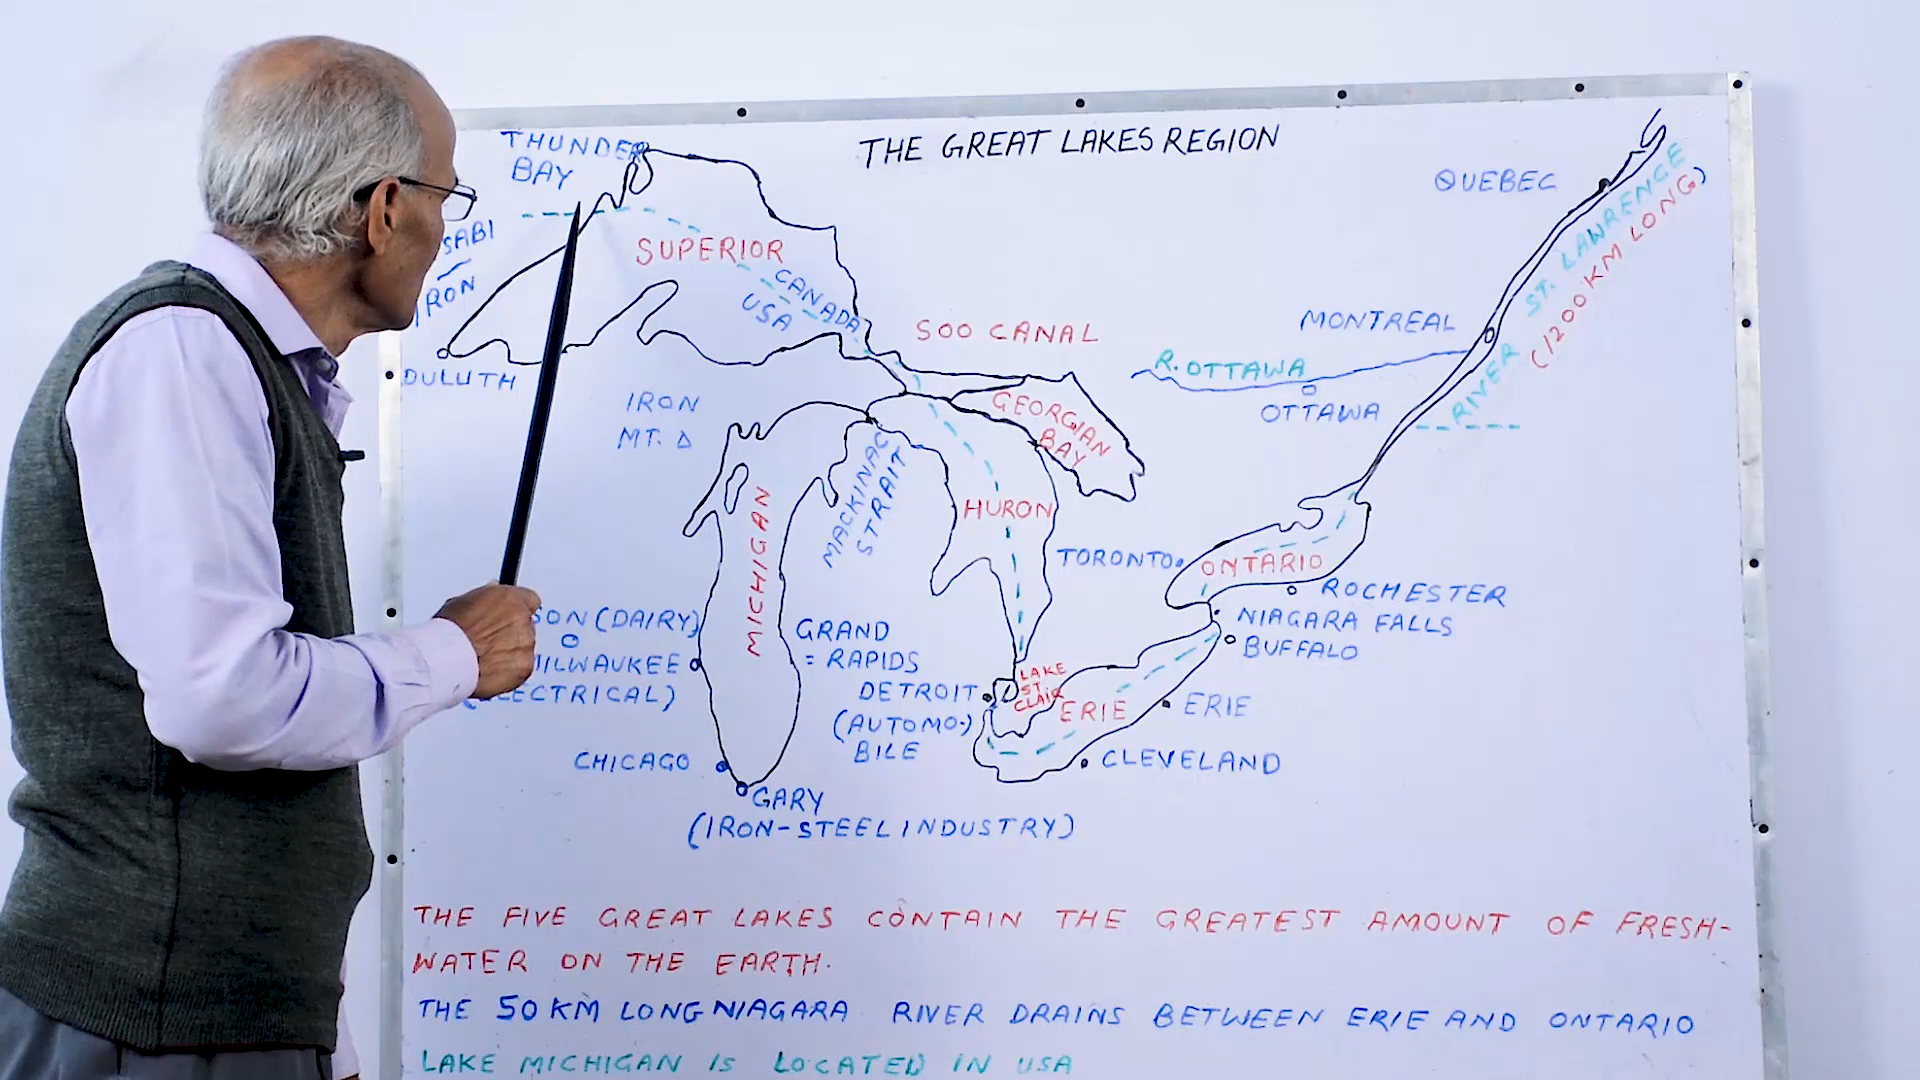 THE GREAT LAKES REGION
THUNDER
BAY
QUEBEC
SABI
IRON
SUPERIOR
CANADA
USA
SOO CANAL
MONTREAL
RIVER ST. LAWRENCE
(1200 KM LONG)
R. OTTAWA
OTTAWA
DULUTH
IRON
MT. Δ
GEORGIAN
BAY
MACKINAC
STRAIT
MICHIGAN
HURON
TORONTO
ONTARIO
ROCHESTER
NIAGARA FALLS
BUFFALO
SON (DAIRY)
MILWAUKEE
(ELECTRICAL)
GRAND
= RAPIDS
LAKE
ST
CLAIR
DETROIT
(AUTOMO-)
BILE
ERIE
ERIE
CLEVELAND
CHICAGO
GARY
(IRON-STEEL INDUSTRY)
THE FIVE GREAT LAKES CONTAIN THE GREATEST AMOUNT OF FRESH-
WATER ON THE EARTH.
THE 50 KM LONG NIAGARA RIVER DRAINS BETWEEN ERIE AND ONTARIO
LAKE MICHIGAN IS LOCATED IN USA